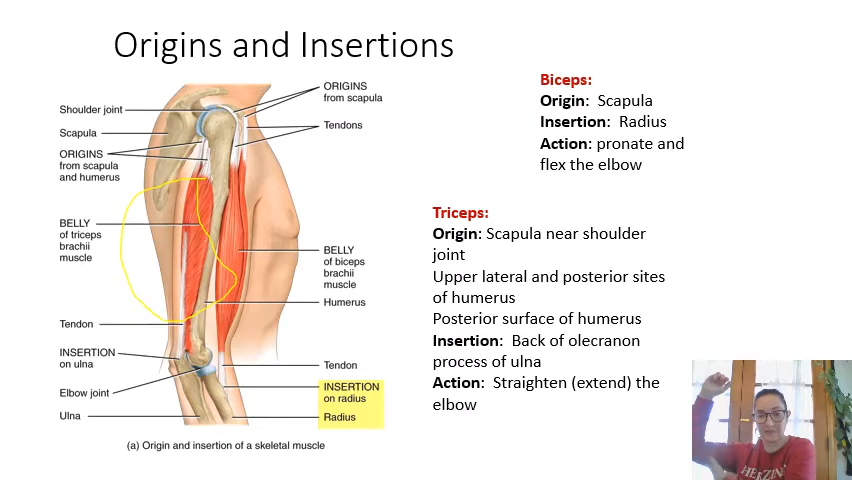 Origins and Insertions
Shoulder joint
Scapula
ORIGINS
from scapula
and humerus
BELLY
of triceps
brachii
muscle
Tendon
INSERTION
on ulna
Elbow joint
Ulna
ORIGINS
from scapula
Tendons
BELLY
of biceps
brachii
muscle
Humerus
Tendon
INSERTION
on radius
Radius
(a) Origin and insertion of a skeletal muscle
Biceps:
Origin: Scapula
Insertion: Radius
Action: pronate and
flex the elbow
Triceps:
Origin: Scapula near shoulder
joint
Upper lateral and posterior sites
of humerus
Posterior surface of humerus
Insertion: Back of olecranon
process of ulna
Action: Straighten (extend) the
elbow